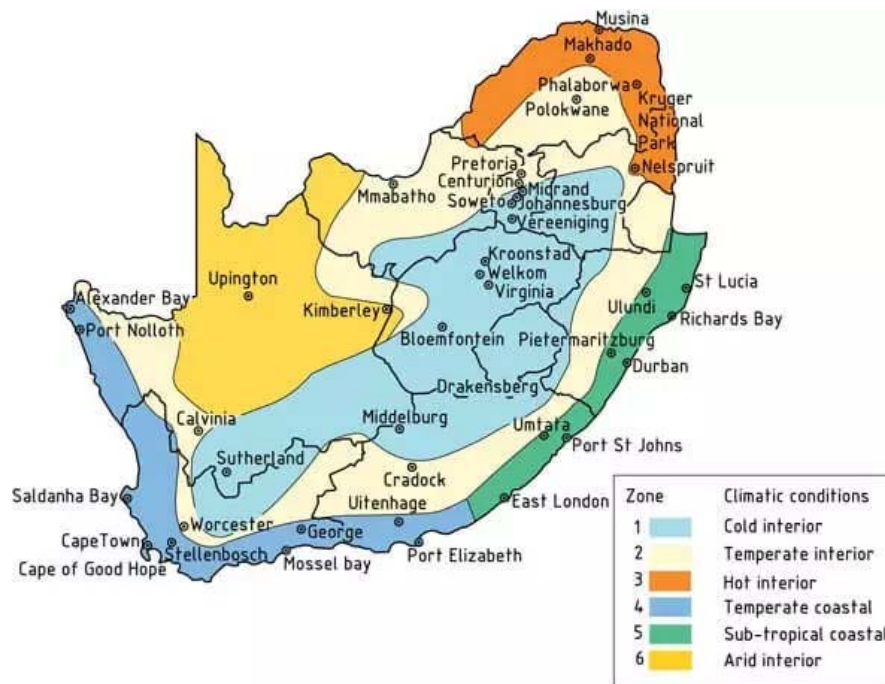 Musina
Makhado
Phalaborwa
Polokwane
Kruger
National
Park
Nelspruit
Pretoria
Centurion
Midrand
Mmabatho
Soweto
Johannesburg
Vereeniging
Kroonstad
Welkom
Virginia
Upington
St Lucia
Ulundi
Alexander Bay
Kimberley
Richards Bay
Port Nolloth
Bloemfontein
Pietermaritzburg
Durban
Drakensberg
Calvinia
Middelburg
Umtata
Port St Johns
Sutherland
Cradock
Saldanha Bay
Uitenhage
East London
Worcester
George
CapeTown
Stellenbosch
Port Elizabeth
Cape of Good Hope
Mossel bay
Zone Climatic conditions
1 Cold interior
2 Temperate interior
3 Hot interior
4 Temperate coastal
5 Sub-tropical coastal
6 Arid interior